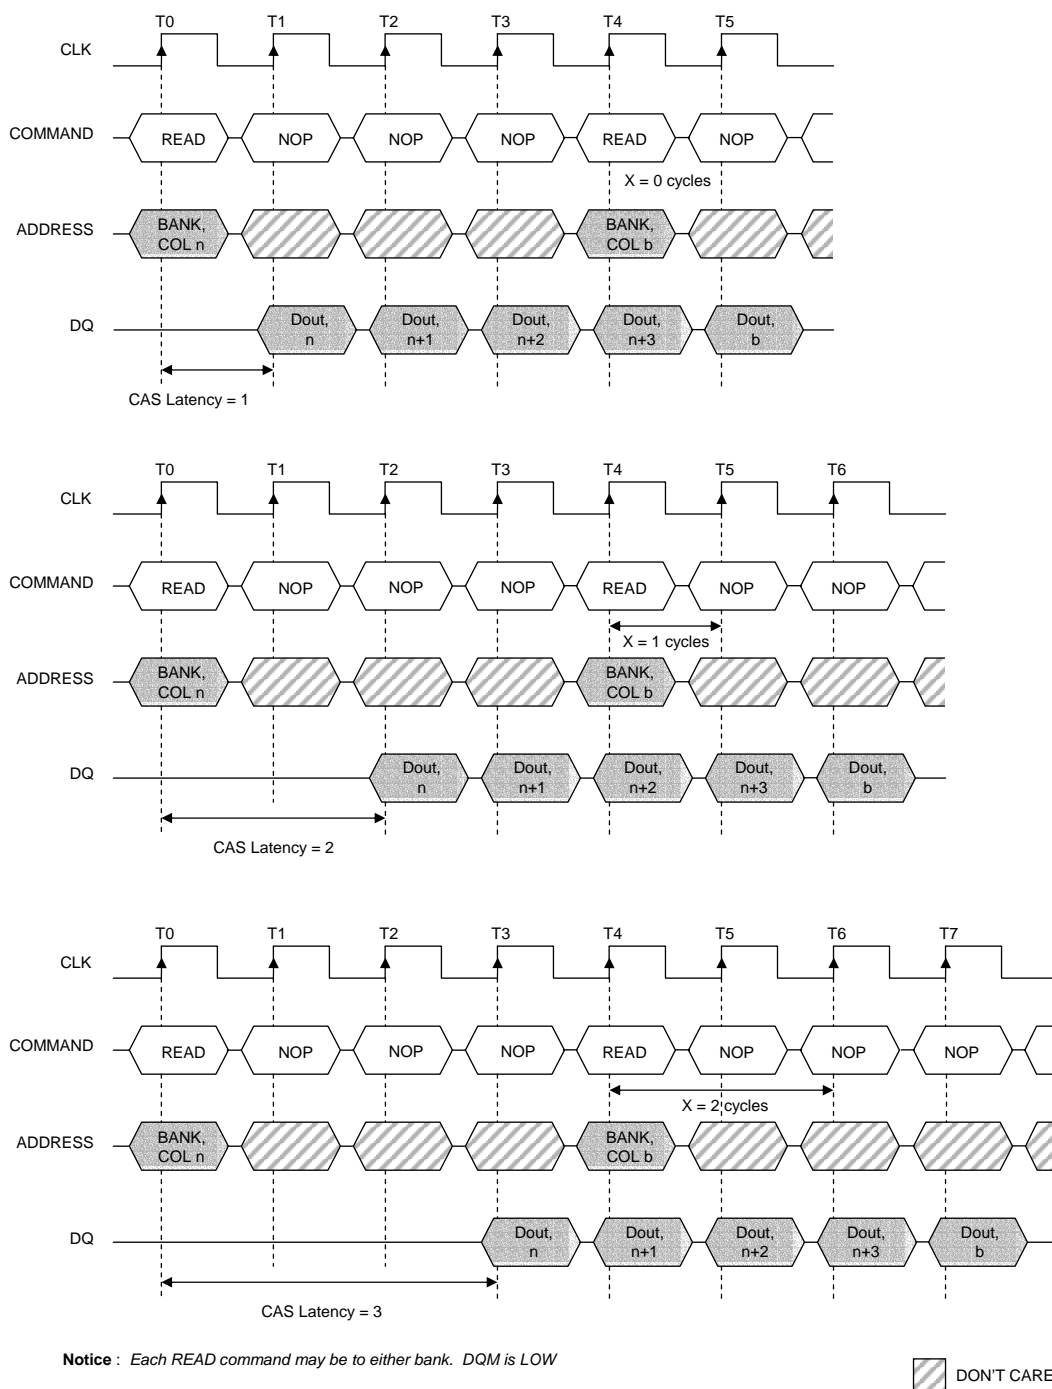 T0 T1 T2 T3 T4 T5
CLK
COMMAND READ NOP NOP NOP READ NOP
X = 0 cycles
ADDRESS BANK, COL n BANK, COL b
DQ Dout, n Dout, n+1 Dout, n+2 Dout, n+3 Dout, b
CAS Latency = 1
T0 T1 T2 T3 T4 T5 T6
CLK
COMMAND READ NOP NOP NOP READ NOP NOP
X = 1 cycles
ADDRESS BANK, COL n BANK, COL b
DQ Dout, n Dout, n+1 Dout, n+2 Dout, n+3 Dout, b
CAS Latency = 2
T0 T1 T2 T3 T4 T5 T6 T7
CLK
COMMAND READ NOP NOP NOP READ NOP NOP NOP
X = 2 cycles
ADDRESS BANK, COL n BANK, COL b
DQ Dout, n Dout, n+1 Dout, n+2 Dout, n+3 Dout, b
CAS Latency = 3
Notice : Each READ command may be to either bank. DQM is LOW
DON'T CARE